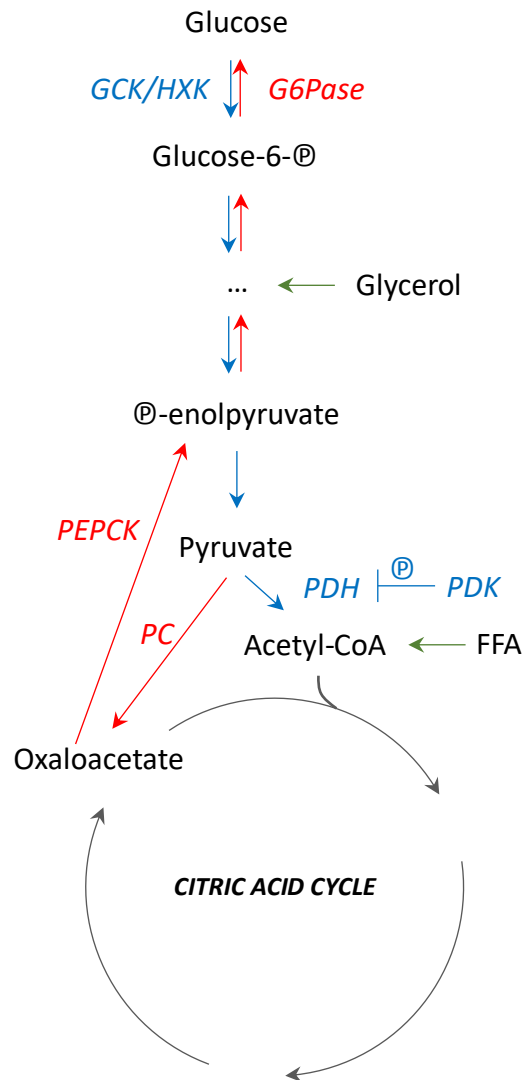 Glucose
GCK/HXK G6Pase
Glucose-6-℗
... Glycerol
℗-enolpyruvate
PEPCK
Pyruvate
℗
PDH PDK
PC
Acetyl-CoA FFA
Oxaloacetate
CITRIC ACID CYCLE